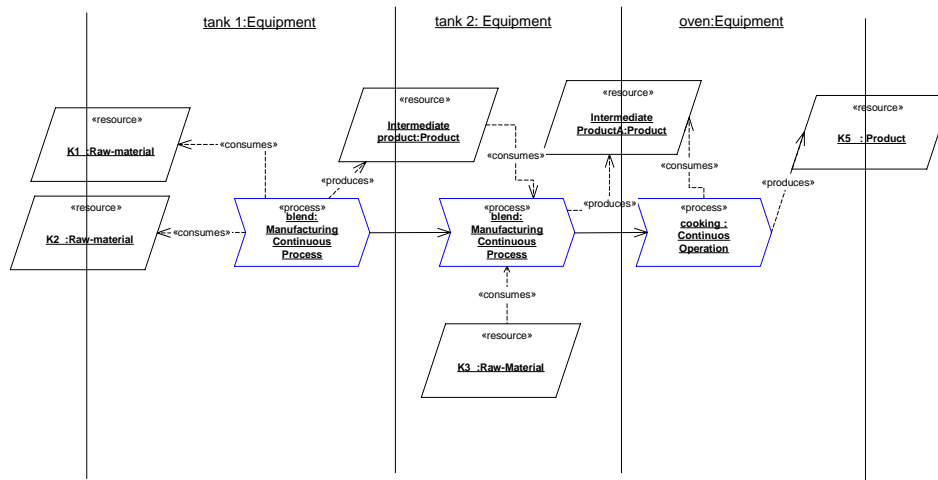 tank 1:Equipment
tank 2: Equipment
oven:Equipment
«resource»
K1  :Raw-material
«consumes»
«resource»
Intermediate
product:Product
«consumes»
«resource»
Intermediate
ProductA:Product
«consumes»
«resource»
K5  : Product
«produces»
«resource»
K2  :Raw-material
«consumes»
«process»
blend:
Manufacturing
Continuous
Process
«produces»
«process»
blend:
Manufacturing
Continuous
Process
«produces»
«process»
cooking :
Continuos
Operation
«produces»
«consumes»
«resource»
K3  :Raw-Material